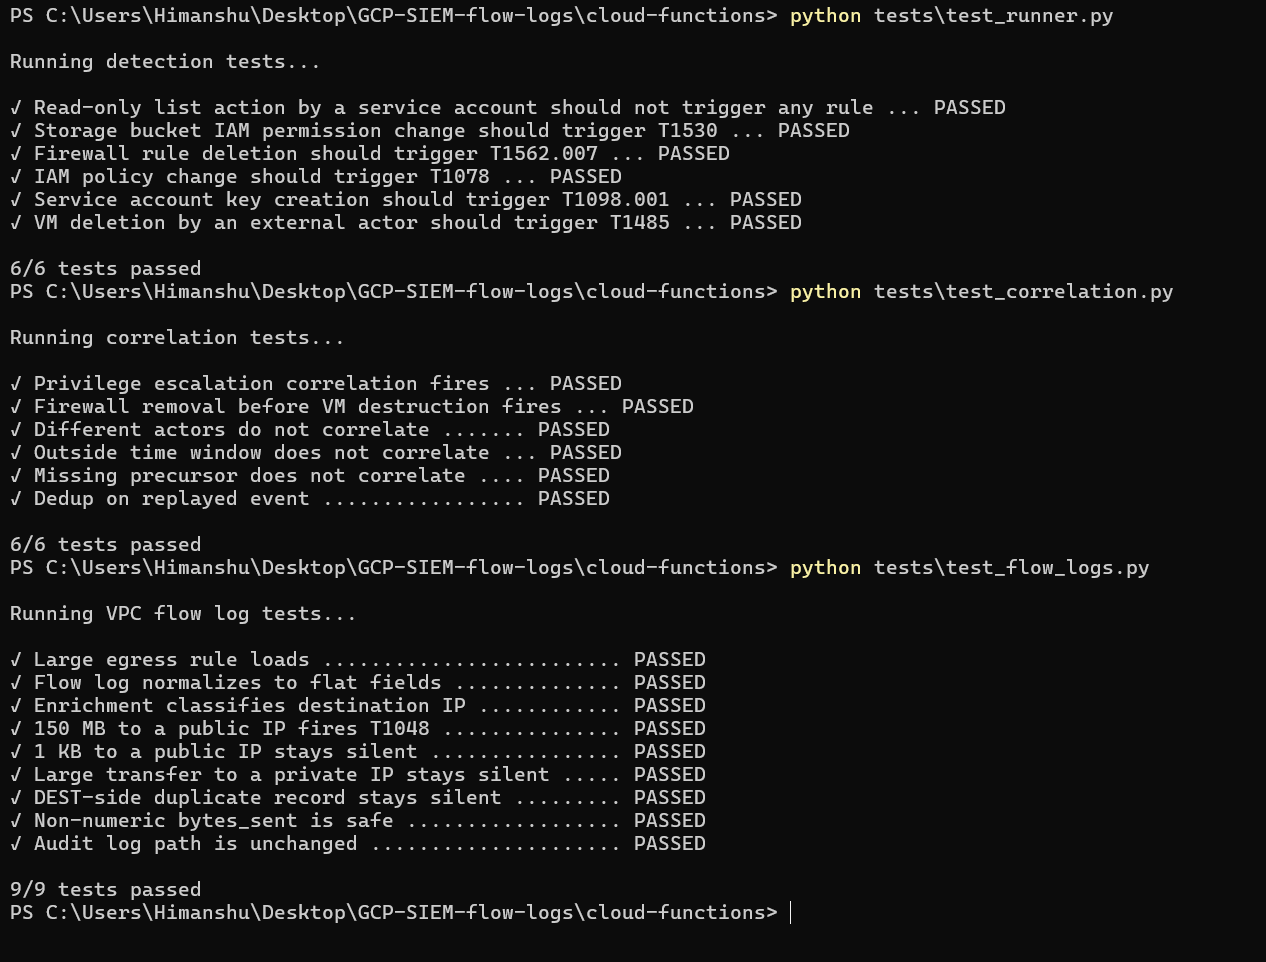 PS C:\Users\Himanshu\Desktop\GCP-SIEM-flow-logs\cloud-functions> python tests\test_runner.py
Running detection tests...
√ Read-only list action by a service account should not trigger any rule ... PASSED
√ Storage bucket IAM permission change should trigger T1530 ... PASSED
√ Firewall rule deletion should trigger T1562.007 ... PASSED
√ IAM policy change should trigger T1078 ... PASSED
√ Service account key creation should trigger T1098.001 ... PASSED
√ VM deletion by an external actor should trigger T1485 ... PASSED
6/6 tests passed
PS C:\Users\Himanshu\Desktop\GCP-SIEM-flow-logs\cloud-functions> python tests\test_correlation.py
Running correlation tests...
√ Privilege escalation correlation fires ... PASSED
√ Firewall removal before VM destruction fires ... PASSED
√ Different actors do not correlate ....... PASSED
√ Outside time window does not correlate ... PASSED
√ Missing precursor does not correlate .... PASSED
√ Dedup on replayed event ................. PASSED
6/6 tests passed
PS C:\Users\Himanshu\Desktop\GCP-SIEM-flow-logs\cloud-functions> python tests\test_flow_logs.py
Running VPC flow log tests...
√ Large egress rule loads ......................... PASSED
√ Flow log normalizes to flat fields .............. PASSED
√ Enrichment classifies destination IP ............ PASSED
√ 150 MB to a public IP fires T1048 ............... PASSED
√ 1 KB to a public IP stays silent ................ PASSED
√ Large transfer to a private IP stays silent ..... PASSED
√ DEST-side duplicate record stays silent ......... PASSED
√ Non-numeric bytes_sent is safe .................. PASSED
√ Audit log path is unchanged ..................... PASSED
9/9 tests passed
PS C:\Users\Himanshu\Desktop\GCP-SIEM-flow-logs\cloud-functions>